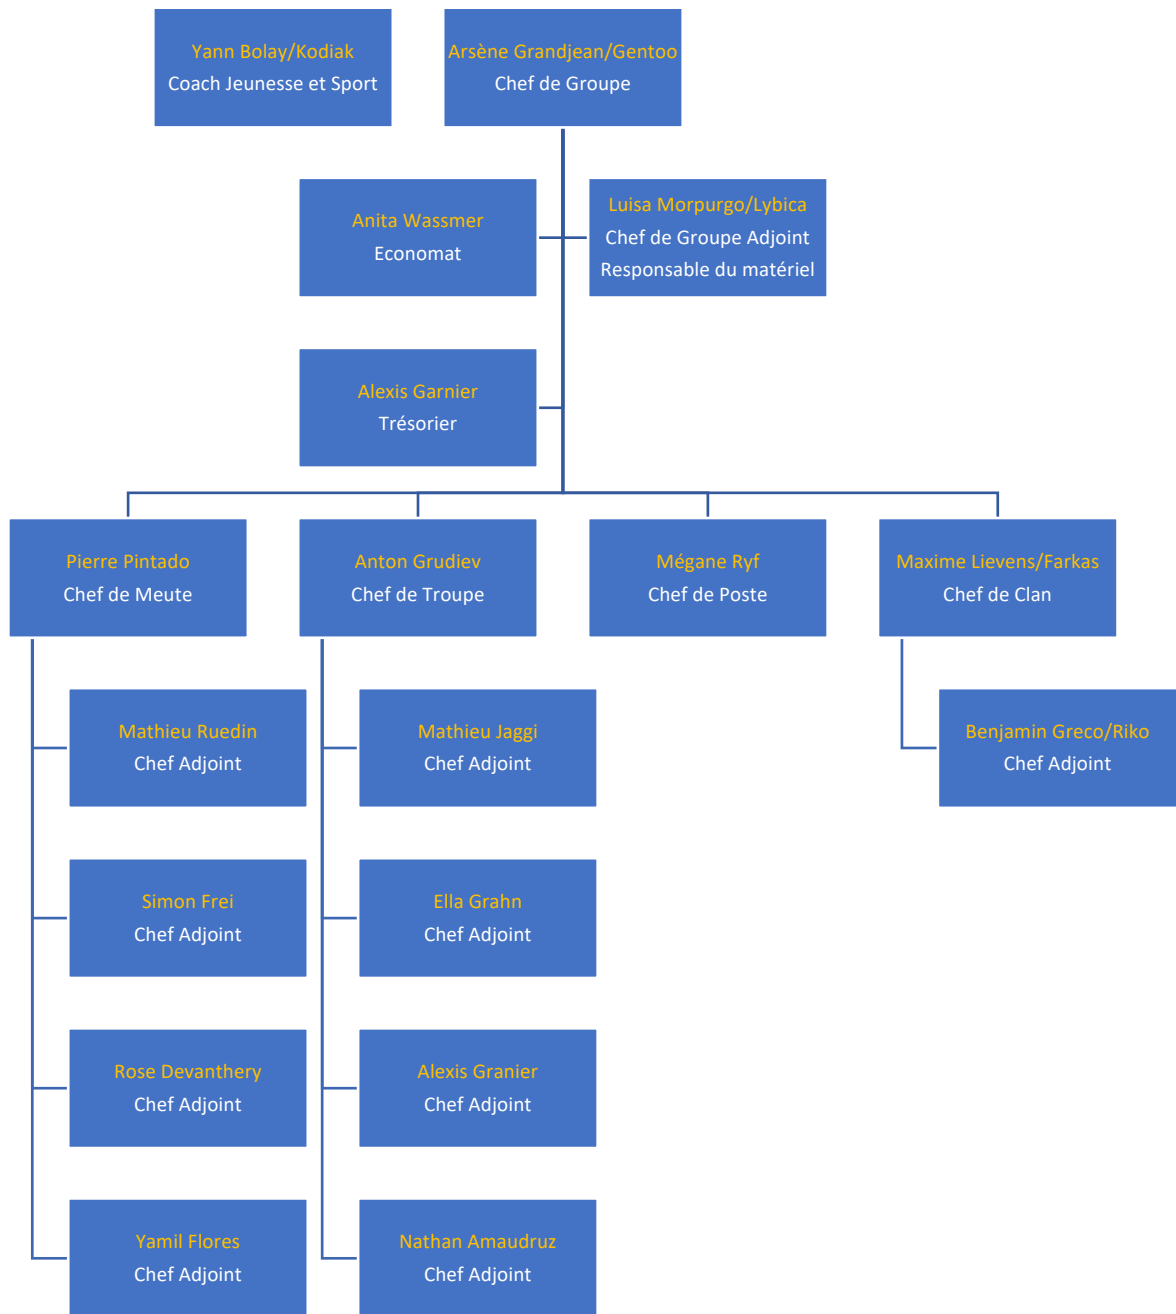 Yann Bolay/Kodiak
Coach Jeunesse et Sport
Arsène Grandjean/Gentoo
Chef de Groupe
Anita Wassmer
Economat
Luisa Morpurgo/Lybica
Chef de Groupe Adjoint
Responsable du matériel
Alexis Garnier
Trésorier
Pierre Pintado
Chef de Meute
Anton Grudiev
Chef de Troupe
Mégane Ryf
Chef de Poste
Maxime Lievens/Farkas
Chef de Clan
Mathieu Ruedin
Chef Adjoint
Mathieu Jaggi
Chef Adjoint
Benjamin Greco/Riko
Chef Adjoint
Simon Frei
Chef Adjoint
Ella Grahn
Chef Adjoint
Rose Devanthery
Chef Adjoint
Alexis Granier
Chef Adjoint
Yamil Flores
Chef Adjoint
Nathan Amaudruz
Chef Adjoint